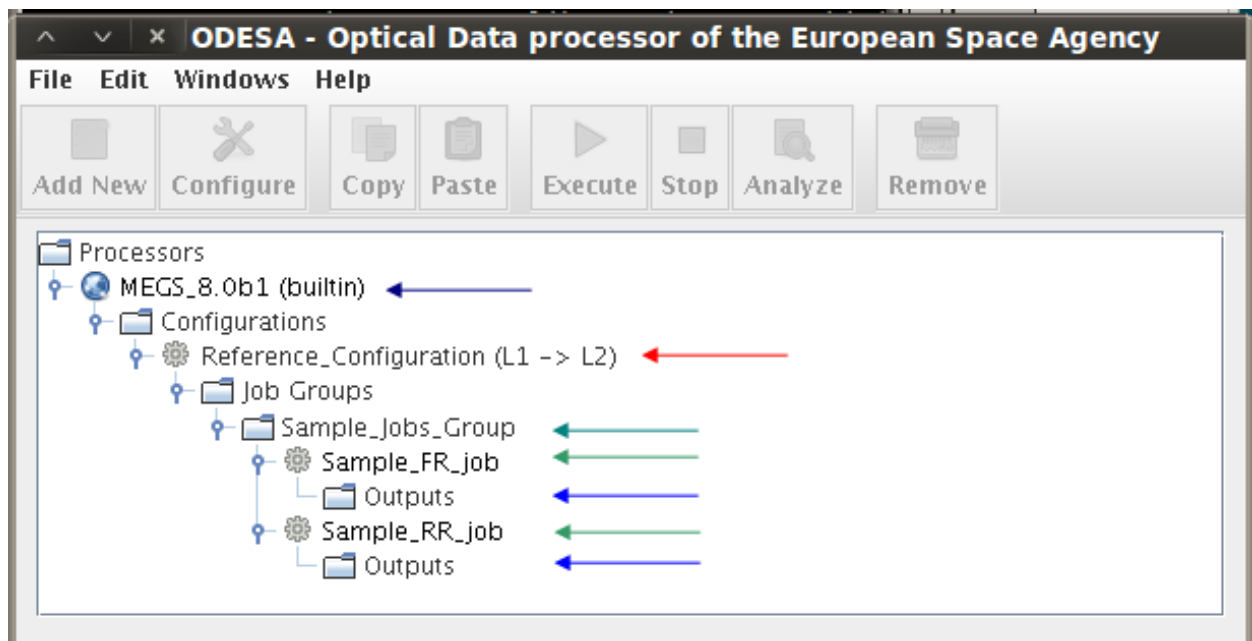 ODESA - Optical Data processor of the European Space Agency
File Edit Windows Help
Add New Configure Copy Paste Execute Stop Analyze Remove
Processors
MEGS_8.0b1 (builtin)
Configurations
Reference_Configuration (L1 -> L2)
Job Groups
Sample_Jobs_Group
Sample_FR_job
Outputs
Sample_RR_job
Outputs